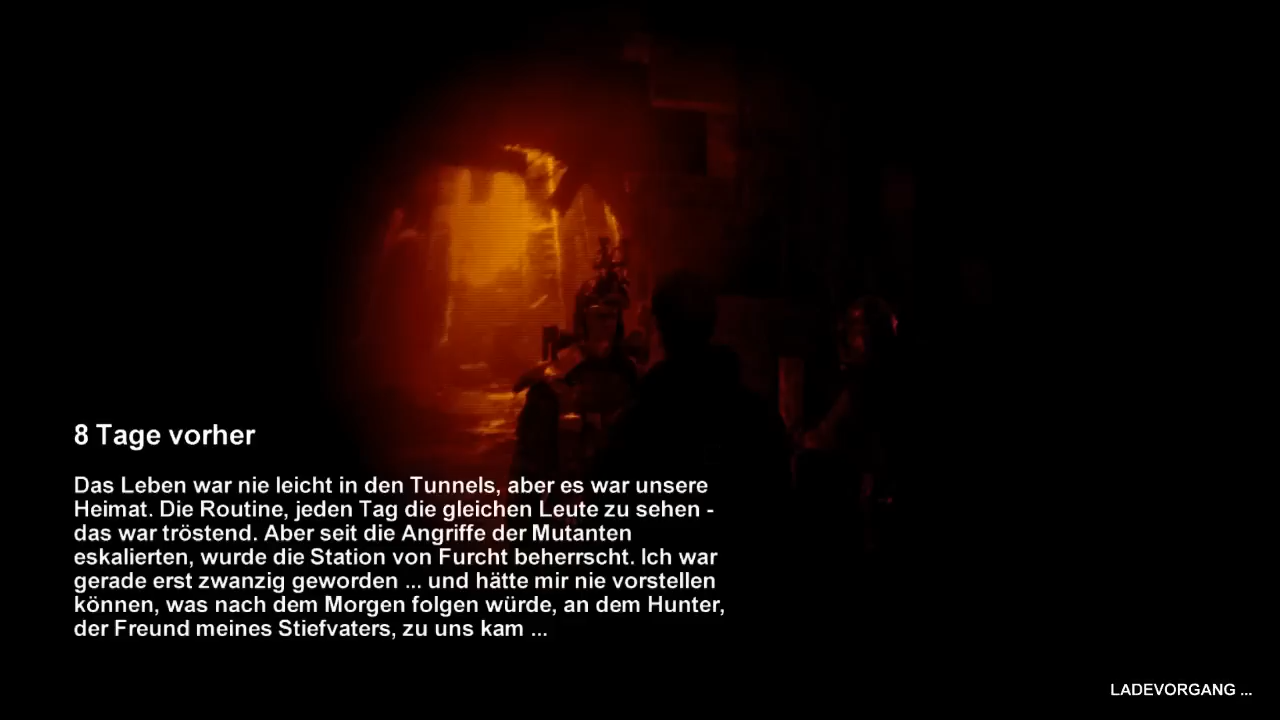 8 Tage vorher
Das Leben war nie leicht in den Tunnels, aber es war unsere
Heimat. Die Routine, jeden Tag die gleichen Leute zu sehen -
das war tröstend. Aber seit die Angriffe der Mutanten
eskalierten, wurde die Station von Furcht beherrscht. Ich war
gerade erst zwanzig geworden ... und hätte mir nie vorstellen
können, was nach dem Morgen folgen würde, an dem Hunter,
der Freund meines Stiefvaters, zu uns kam ...
LADEVORGANG ...